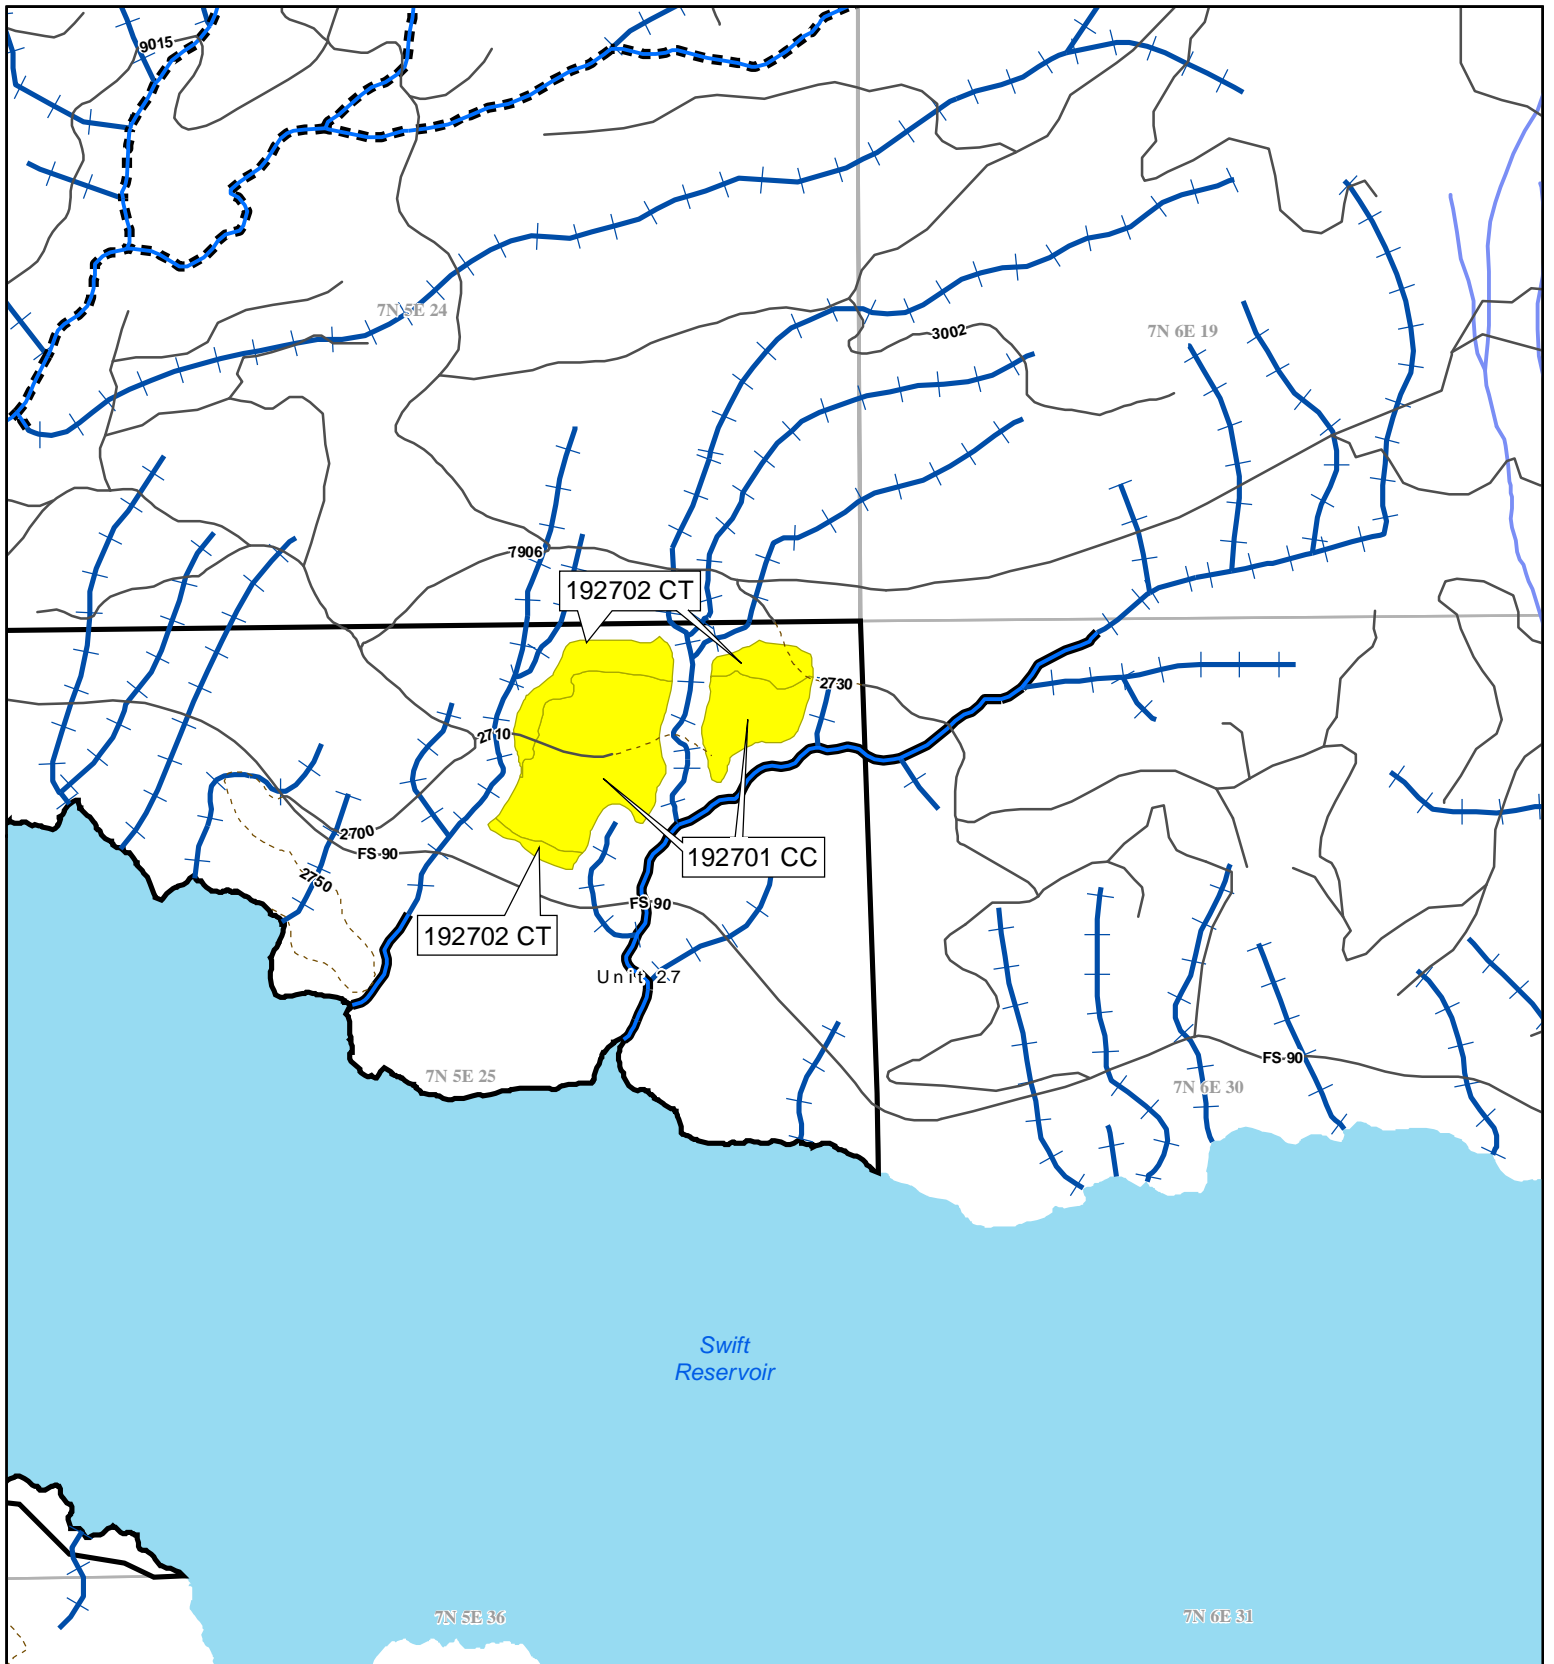 9015
7N 5E 24
3002
7N 6E 19
7906
192702 CT
2730
2710
2700
FS-90
192701 CC
2750
FS-90
192702 CT
Unit 27
FS-90
7N 5E 25
7N 6E 30
Swift
Reservoir
7N 5E 36
7N 6E 31